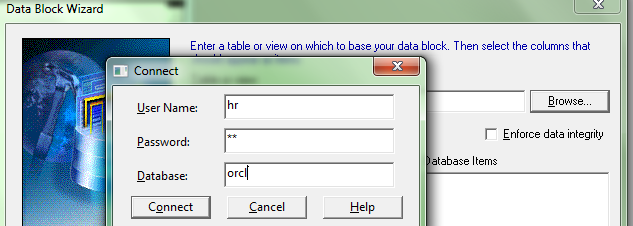 Data Block Wizard
Enter a table or view on which to base your data block. Then select the columns that
Connect
User Name: hr
Browse...
Password: **
Enforce data integrity
Database: orcl
Database Items
Connect Cancel Help